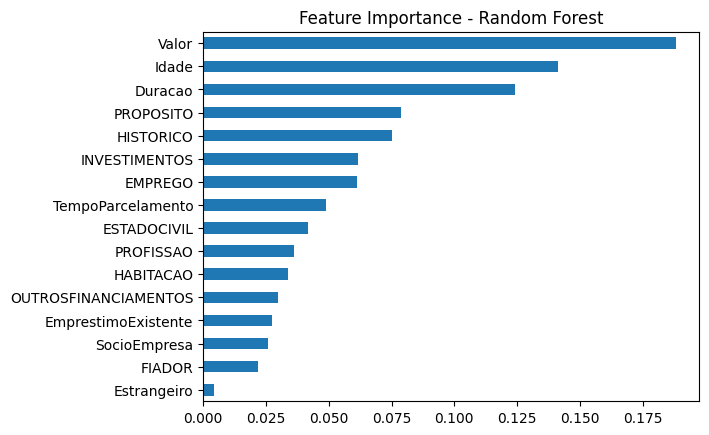 Feature Importance - Random Forest
Valor
Idade
Duracao
PROPOSITO
HISTORICO
INVESTIMENTOS
EMPREGO
TempoParcelamento
ESTADOCIVIL
PROFISSAO
HABITACAO
OUTROSFINANCIAMENTOS
EmprestimoExistente
SocioEmpresa
FIADOR
Estrangeiro
0.000 0.025 0.050 0.075 0.100 0.125 0.150 0.175